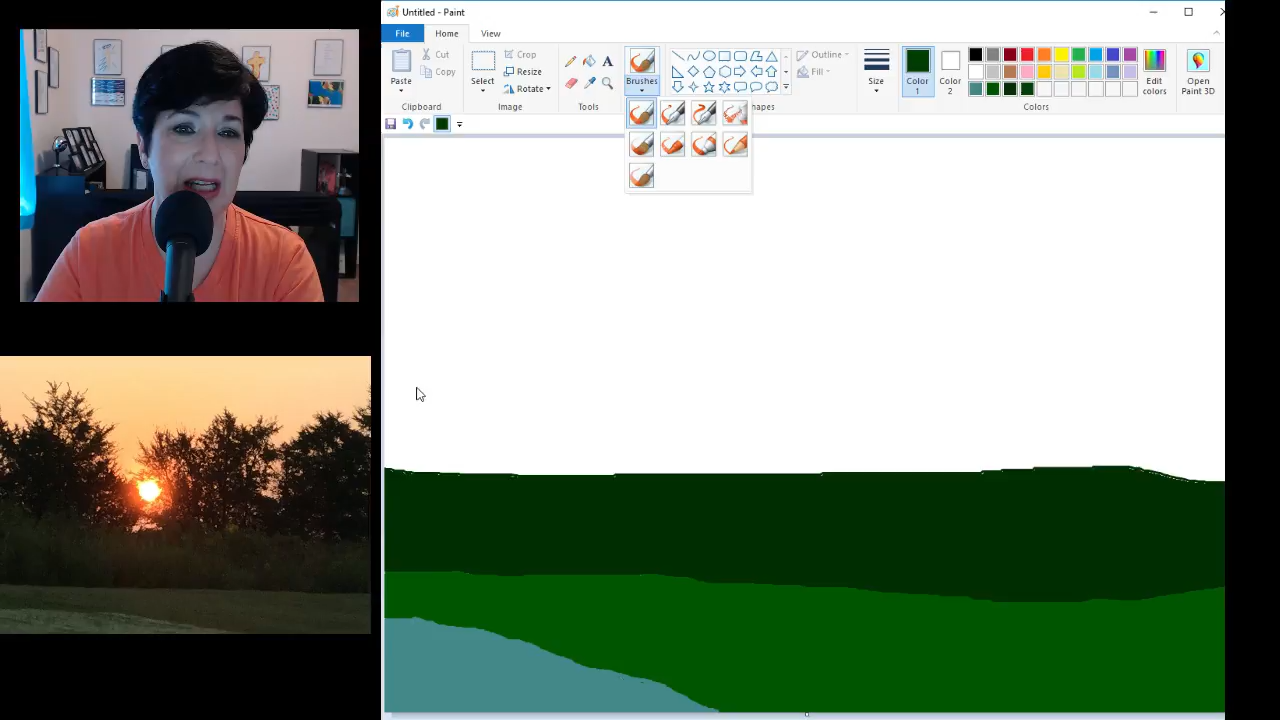 Untitled - Paint
File Home View
Paste
Cut
Copy
Clipboard
Select
Crop
Resize
Rotate
Image
A
Tools
Brushes
Outline
Fill
hapes
Size
Color
1
Color
2
Edit
colors
Colors
Open
Paint 3D